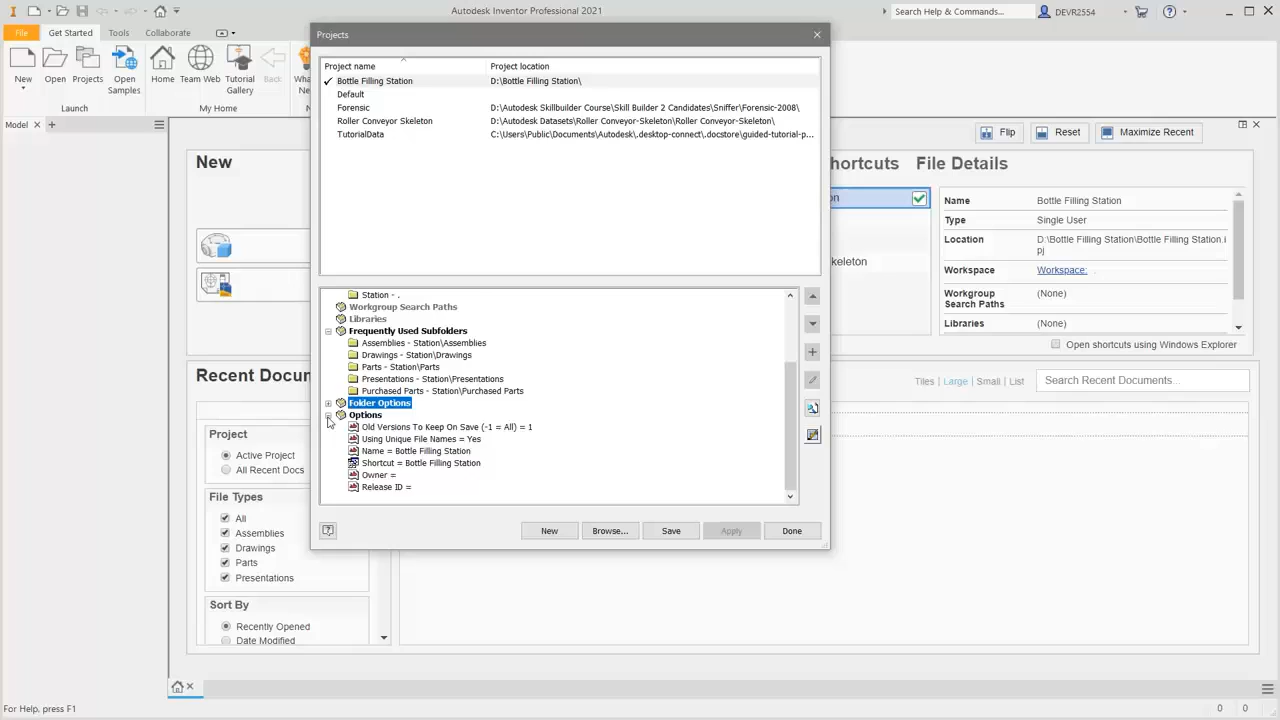 Autodesk Inventor Professional 2021
Search Help & Commands...
DEVR2554
File
Get Started
Tools
Collaborate
New
Open
Projects
Open Samples
Home
Team Web
Tutorial Gallery
Back
Launch
My Home
Model
Projects
Project name
Project location
Bottle Filling Station
D:\Bottle Filling Station\
Default
Forensic
D:\Autodesk Skillbuilder Course\Skill Builder 2 Candidates\Sniffer\Forensic-2008\
Roller Conveyor Skeleton
D:\Autodesk Datasets\Roller Conveyor-Skeleton\Roller Conveyor-Skeleton\
TutorialData
C:\Users\Public\Documents\Autodesk\.desktop-connect\.docstore\guided-tutorial-p...
Station - .
Workgroup Search Paths
Libraries
Frequently Used Subfolders
Assemblies - Station\Assemblies
Drawings - Station\Drawings
Parts - Station\Parts
Presentations - Station\Presentations
Purchased Parts - Station\Purchased Parts
Folder Options
Options
Old Versions To Keep On Save (-1 = All) = 1
Using Unique File Names = Yes
Name = Bottle Filling Station
Shortcut = Bottle Filling Station
Owner =
Release ID =
New
Browse...
Save
Apply
Done
New
Flip
Reset
Maximize Recent
hortcuts
File Details
on
keleton
Name
Bottle Filling Station
Type
Single User
Location
D:\Bottle Filling Station\Bottle Filling Station.i
pj
Workspace
Workspace: .
Workgroup
Search Paths
(None)
Libraries
(None)
Open shortcuts using Windows Explorer
Recent Docum
Tiles | Large | Small | List
Search Recent Documents...
Project
Active Project
All Recent Docs
File Types
All
Assemblies
Drawings
Parts
Presentations
Sort By
Recently Opened
Date Modified
For Help, press F1
0
0